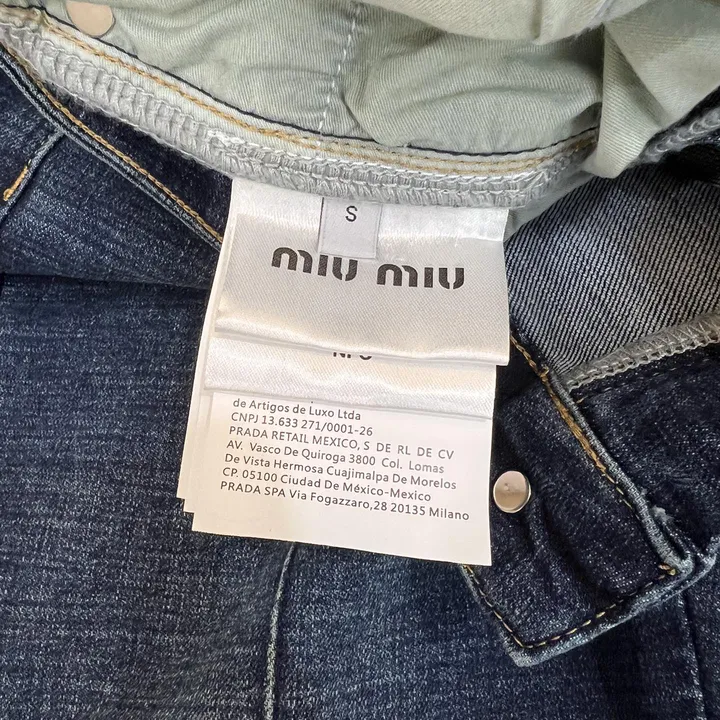 S
miu miu
de Artigos de Luxo Ltda
CNPJ 13.633 271/0001-26
PRADA RETAIL MEXICO, S DE RL DE CV
AV. Vasco De Quiroga 3800 Col. Lomas
De Vista Hermosa Cuajimalpa De Morelos
CP. 05100 Ciudad De México-Mexico
PRADA SPA Via Fogazzaro,28 20135 Milano